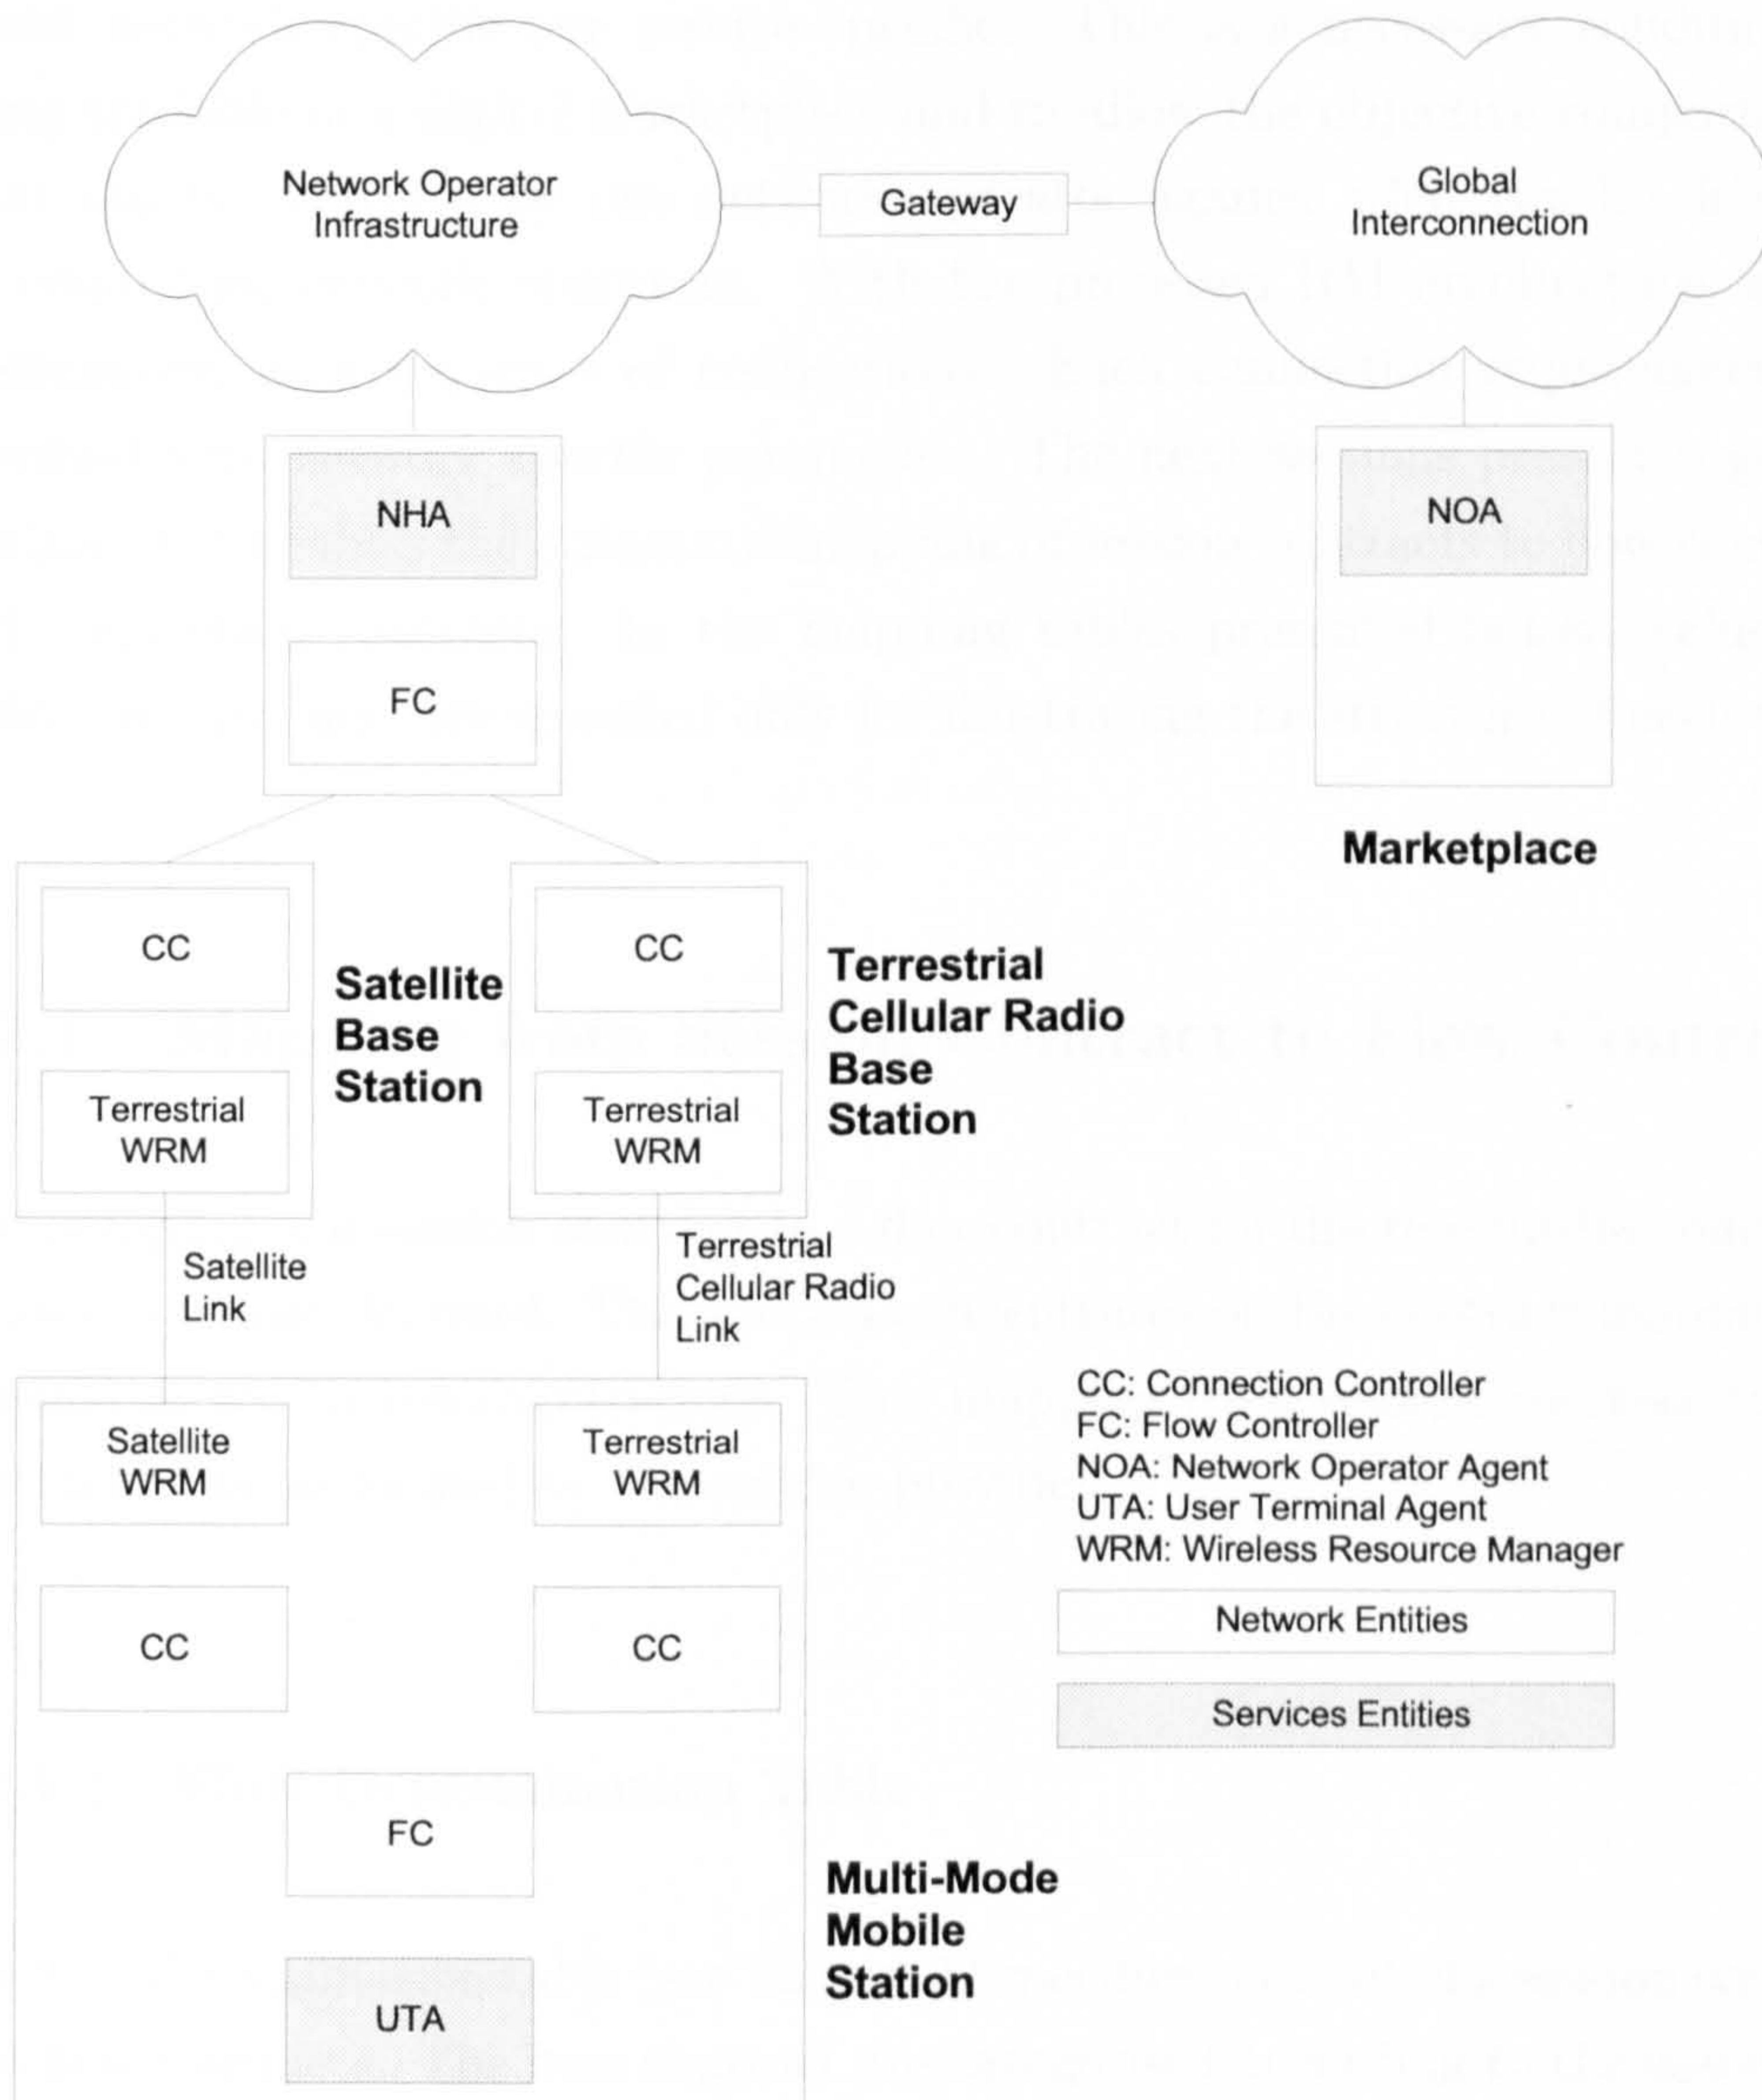 Network Operator
Infrastructure
Gateway
Global
Interconnection
NHA
FC
NOA
Marketplace
CC
Terrestrial
WRM
Satellite
Base
Station
CC
Terrestrial
WRM
Terrestrial
Cellular Radio
Base
Station
Satellite
Link
Terrestrial
Cellular Radio
Link
Satellite
WRM
Terrestrial
WRM
CC
CC
FC
UTA
Multi-Mode
Mobile
Station
CC: Connection Controller
FC: Flow Controller
NOA: Network Operator Agent
UTA: User Terminal Agent
WRM: Wireless Resource Manager
Network Entities
Services Entities